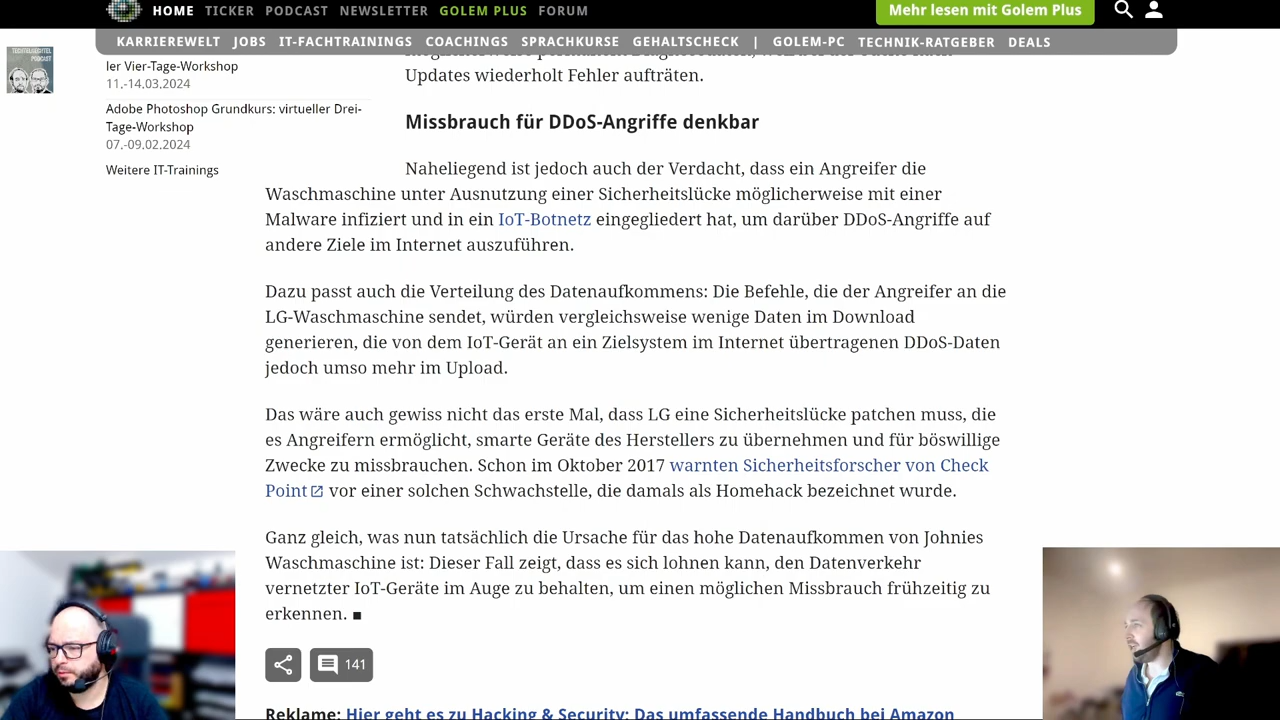 HOME TICKER PODCAST NEWSLETTER GOLEM PLUS FORUM
Mehr lesen mit Golem Plus
KARRIEREWELT JOBS IT-FACHTRAININGS COACHINGS SPRACHKURSE GEHALTSCHECK | GOLEM-PC TECHNIK-RATGEBER DEALS
TECHTELMECHTEL
PODCAST
ler Vier-Tage-Workshop
11.-14.03.2024
Adobe Photoshop Grundkurs: virtueller Drei-
Tage-Workshop
07.-09.02.2024
Weitere IT-Trainings
Updates wiederholt Fehler aufträten.
Missbrauch für DDoS-Angriffe denkbar
Naheliegend ist jedoch auch der Verdacht, dass ein Angreifer die
Waschmaschine unter Ausnutzung einer Sicherheitslücke möglicherweise mit einer
Malware infiziert und in ein IoT-Botnetz eingegliedert hat, um darüber DDoS-Angriffe auf
andere Ziele im Internet auszuführen.
Dazu passt auch die Verteilung des Datenaufkommens: Die Befehle, die der Angreifer an die
LG-Waschmaschine sendet, würden vergleichsweise wenige Daten im Download
generieren, die von dem IoT-Gerät an ein Zielsystem im Internet übertragenen DDoS-Daten
jedoch umso mehr im Upload.
Das wäre auch gewiss nicht das erste Mal, dass LG eine Sicherheitslücke patchen muss, die
es Angreifern ermöglicht, smarte Geräte des Herstellers zu übernehmen und für böswillige
Zwecke zu missbrauchen. Schon im Oktober 2017 warnten Sicherheitsforscher von Check
Point vor einer solchen Schwachstelle, die damals als Homehack bezeichnet wurde.
Ganz gleich, was nun tatsächlich die Ursache für das hohe Datenaufkommen von Johnies
Waschmaschine ist: Dieser Fall zeigt, dass es sich lohnen kann, den Datenverkehr
vernetzter IoT-Geräte im Auge zu behalten, um einen möglichen Missbrauch frühzeitig zu
erkennen. ■
141
Reklame: Hier geht es zu Hacking & Security: Das umfassende Handbuch bei Amazon